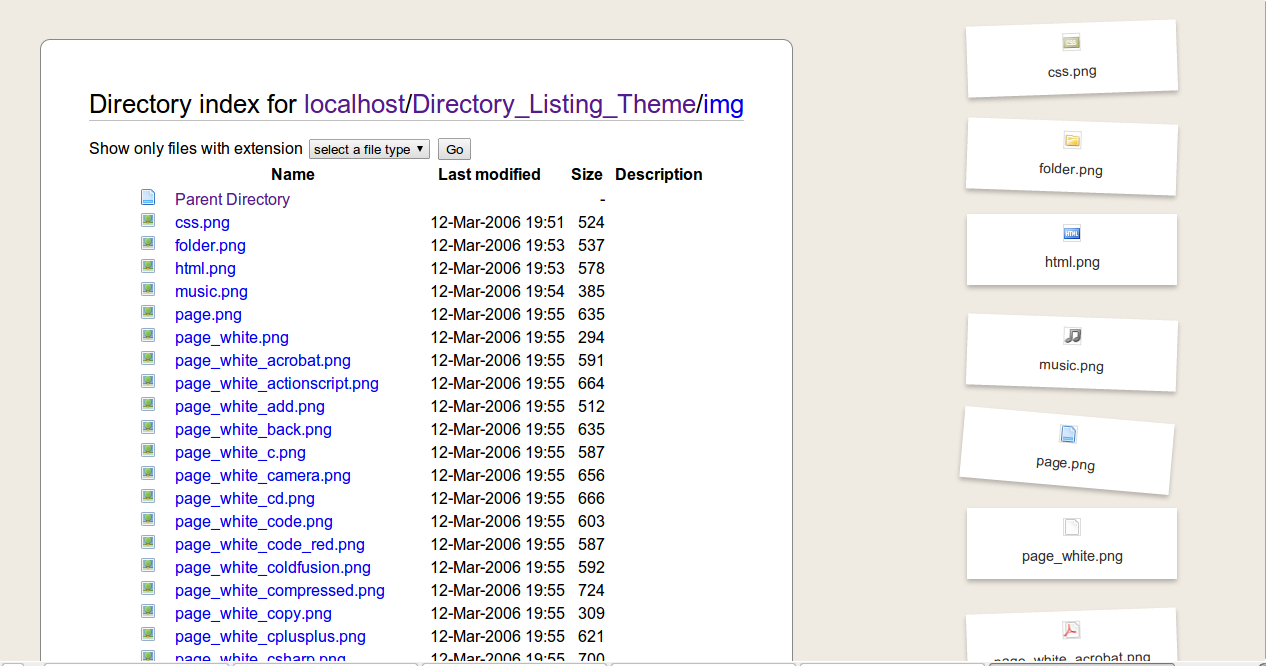 Directory index for localhost/Directory_Listing_Theme/img
Show only files with extension select a file type Go
Name Last modified Size Description
Parent Directory -
css.png 12-Mar-2006 19:51 524
folder.png 12-Mar-2006 19:53 537
html.png 12-Mar-2006 19:53 578
music.png 12-Mar-2006 19:54 385
page.png 12-Mar-2006 19:55 635
page_white.png 12-Mar-2006 19:55 294
page_white_acrobat.png 12-Mar-2006 19:55 591
page_white_actionscript.png 12-Mar-2006 19:55 664
page_white_add.png 12-Mar-2006 19:55 512
page_white_back.png 12-Mar-2006 19:55 635
page_white_c.png 12-Mar-2006 19:55 587
page_white_camera.png 12-Mar-2006 19:55 656
page_white_cd.png 12-Mar-2006 19:55 666
page_white_code.png 12-Mar-2006 19:55 603
page_white_code_red.png 12-Mar-2006 19:55 587
page_white_coldfusion.png 12-Mar-2006 19:55 592
page_white_compressed.png 12-Mar-2006 19:55 724
page_white_copy.png 12-Mar-2006 19:55 309
page_white_cplusplus.png 12-Mar-2006 19:55 621
page_white_csharp.png 12-Mar-2006 19:55 700
CSS
css.png
folder.png
HTML
html.png
music.png
page.png
page_white.png
page_white_acrobat.png